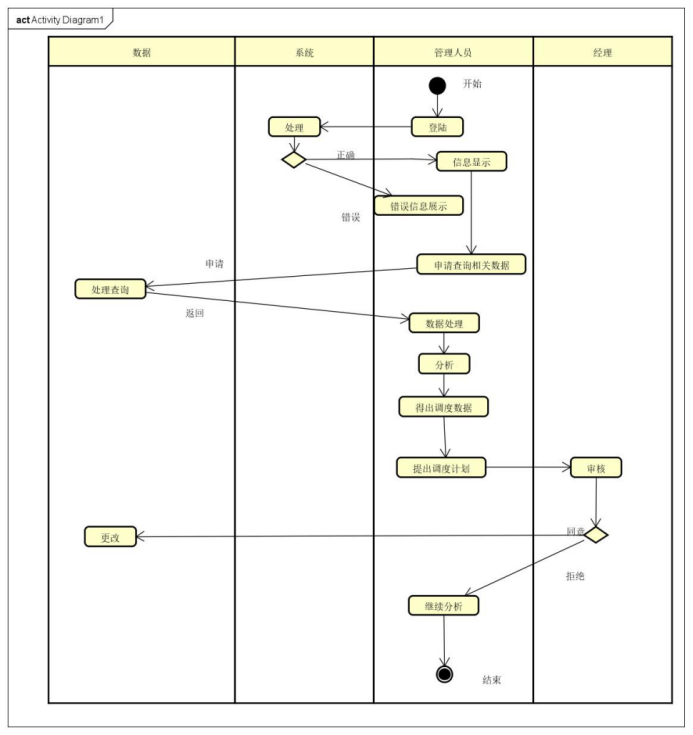 act Activity Diagram1
数据
系统
管理人员
经理
开始
处理
登陆
正确
信息显示
错误信息展示
错误
申请
申请查询相关数据
处理查询
返回
数据处理
分析
得出调度数据
提出调度计划
审核
更改
同意
拒绝
继续分析
结束